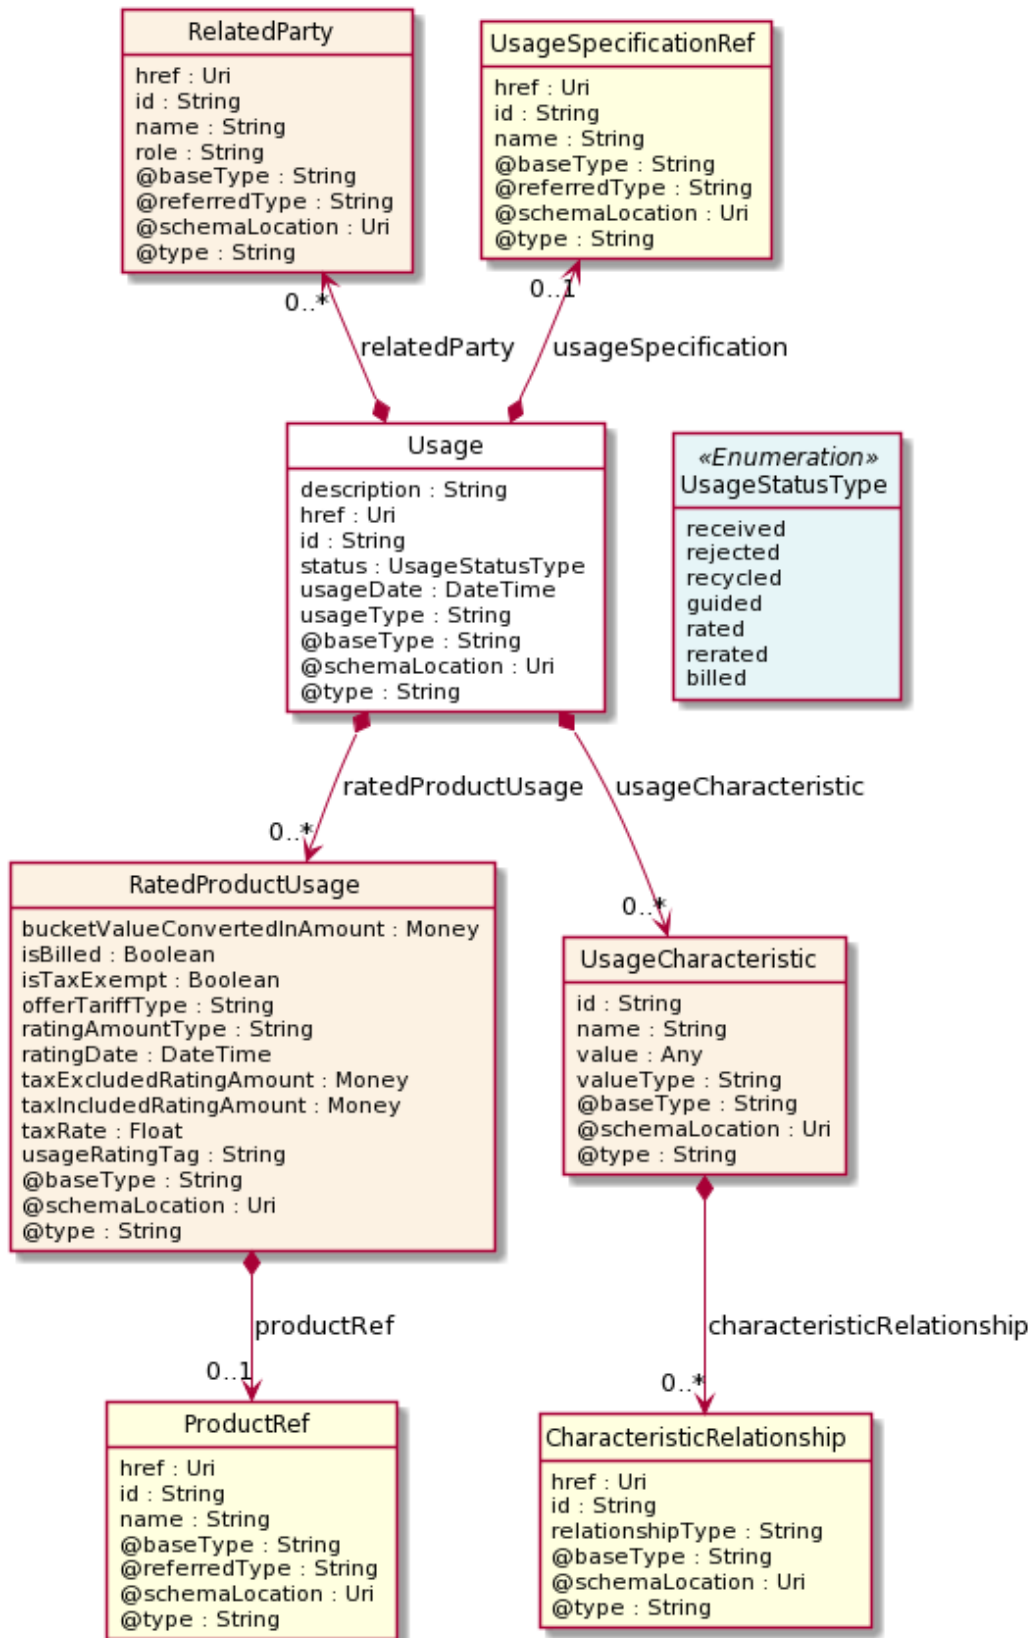 RelatedParty
href : Uri
id : String
name : String
role : String
@baseType : String
@referredType : String
@schemaLocation : Uri
@type : String
UsageSpecificationRef
href : Uri
id : String
name : String
@baseType : String
@referredType : String
@schemaLocation : Uri
@type : String
0..*
relatedParty
0..1
usageSpecification
Usage
description : String
href : Uri
id : String
status : UsageStatusType
usageDate : DateTime
usageType : String
@baseType : String
@schemaLocation : Uri
@type : String
«Enumeration»
UsageStatusType
received
rejected
recycled
guided
rated
rerated
billed
ratedProductUsage
0..*
usageCharacteristic
0..*
RatedProductUsage
bucketValueConvertedInAmount : Money
isBilled : Boolean
isTaxExempt : Boolean
offerTariffType : String
ratingAmountType : String
ratingDate : DateTime
taxExcludedRatingAmount : Money
taxIncludedRatingAmount : Money
taxRate : Float
usageRatingTag : String
@baseType : String
@schemaLocation : Uri
@type : String
UsageCharacteristic
id : String
name : String
value : Any
valueType : String
@baseType : String
@schemaLocation : Uri
@type : String
productRef
0..1
characteristicRelationship
0..*
ProductRef
href : Uri
id : String
name : String
@baseType : String
@referredType : String
@schemaLocation : Uri
@type : String
CharacteristicRelationship
href : Uri
id : String
relationshipType : String
@baseType : String
@schemaLocation : Uri
@type : String